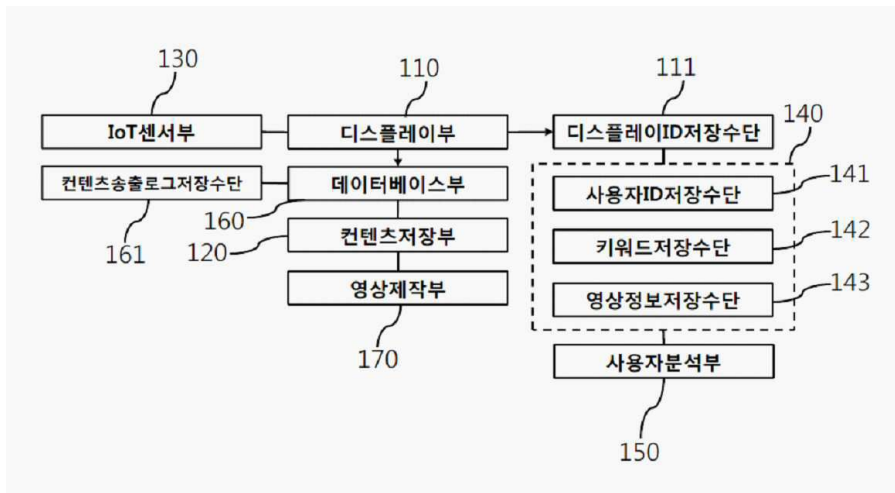 130
110
111
IoT센서부
디스플레이부
디스플레이ID저장수단
140
컨텐츠송출로그저장수단
데이터베이스부
사용자ID저장수단
141
160
161
120
컨텐츠저장부
키워드저장수단
142
영상제작부
영상정보저장수단
143
170
사용자분석부
150